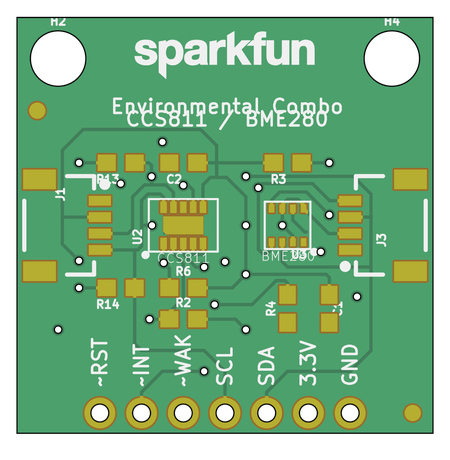 H2 H4
sparkfun
Environmental Combo
CCS811 / BME280
R13 C2 R3
J1
U2 J3
CCS811 BME280
U3
R6
R14 R2 R4
~RST ~INT ~WAK SCL SDA 3.3V GND